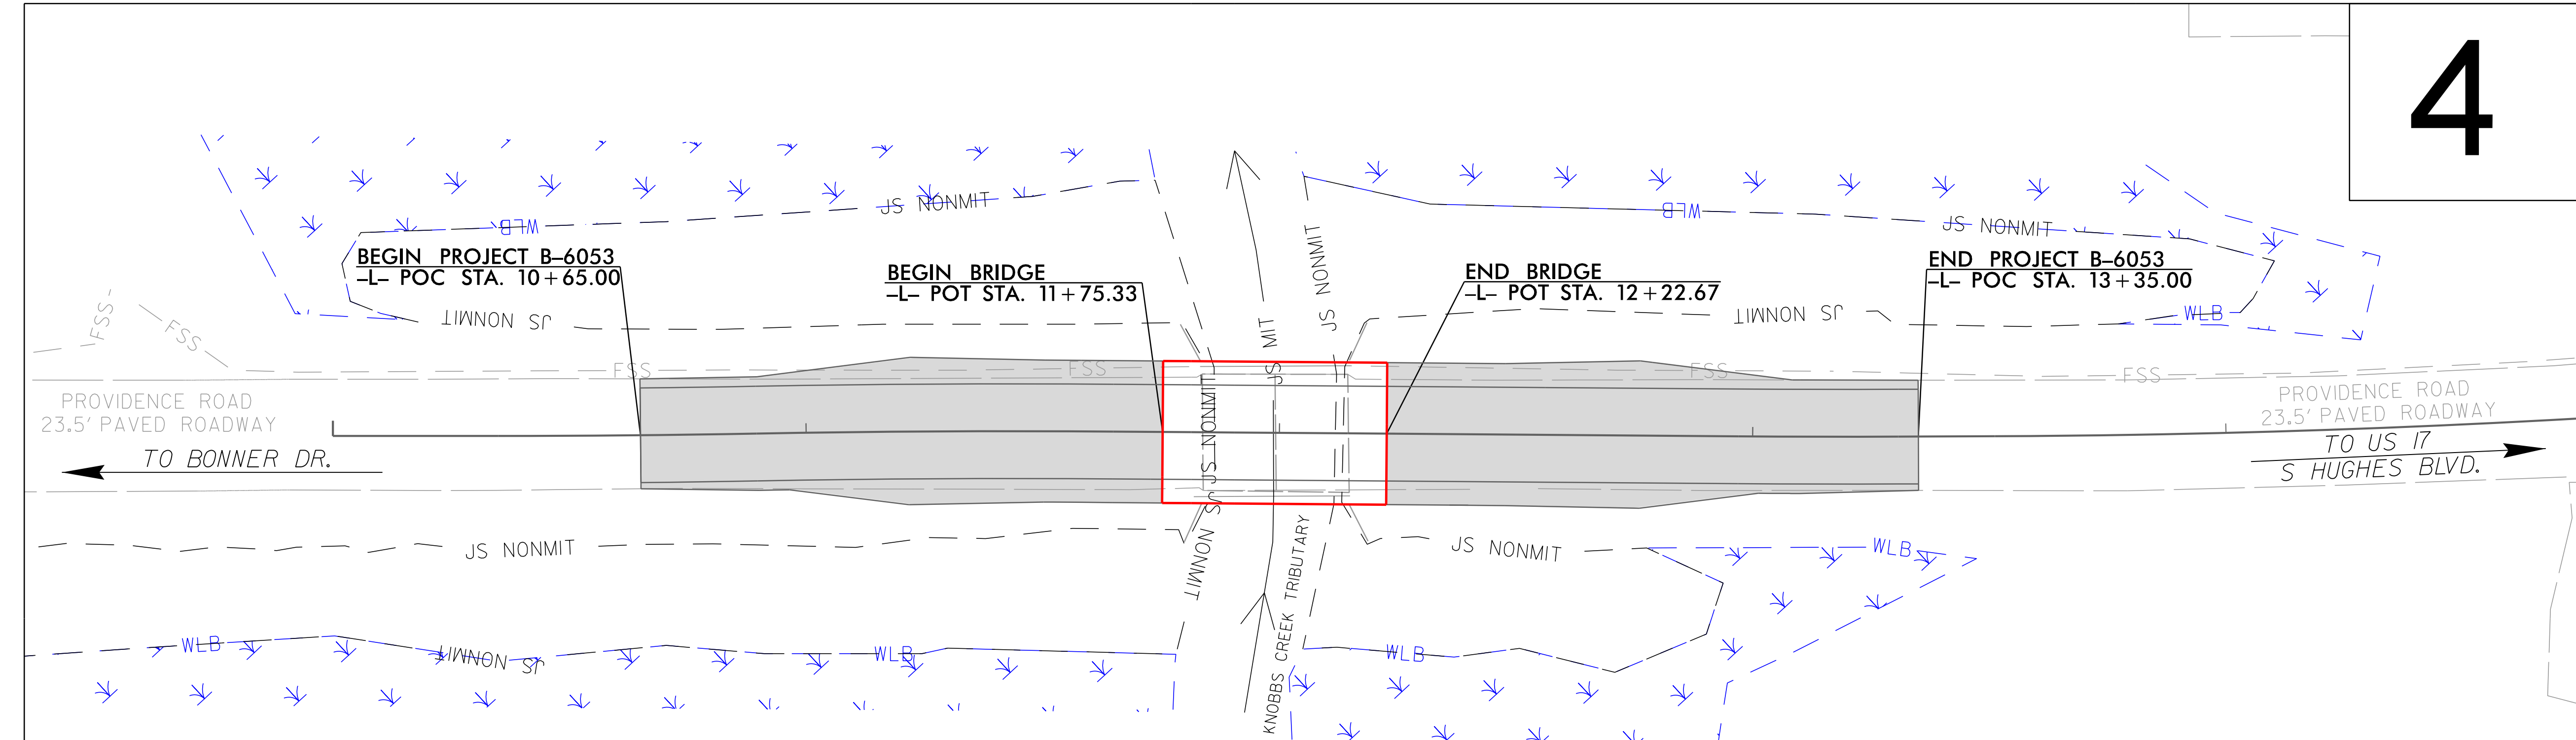 4
JS NONMIT
WLB
WLB
JS NONMIT
JS NONMIT
BEGIN PROJECT B–6053
–L– POC STA. 10+65.00
BEGIN BRIDGE
–L– POT STA. 11+75.33
END BRIDGE
–L– POT STA. 12+22.67
END PROJECT B–6053
–L– POC STA. 13+35.00
FSS
FSS
JS NONMIT
JS MIT
JS NONMIT
WLB
FSS
FSS
FSS
FSS
PROVIDENCE ROAD
23.5' PAVED ROADWAY
TO BONNER DR.
JS NONMIT
PROVIDENCE ROAD
23.5' PAVED ROADWAY
TO US 17
S HUGHES BLVD.
JS NONMIT
JS NONMIT
KNOBBS CREEK TRIBUTARY
JS NONMIT
WLB
WLB
JS NONMIT
WLB
WLB